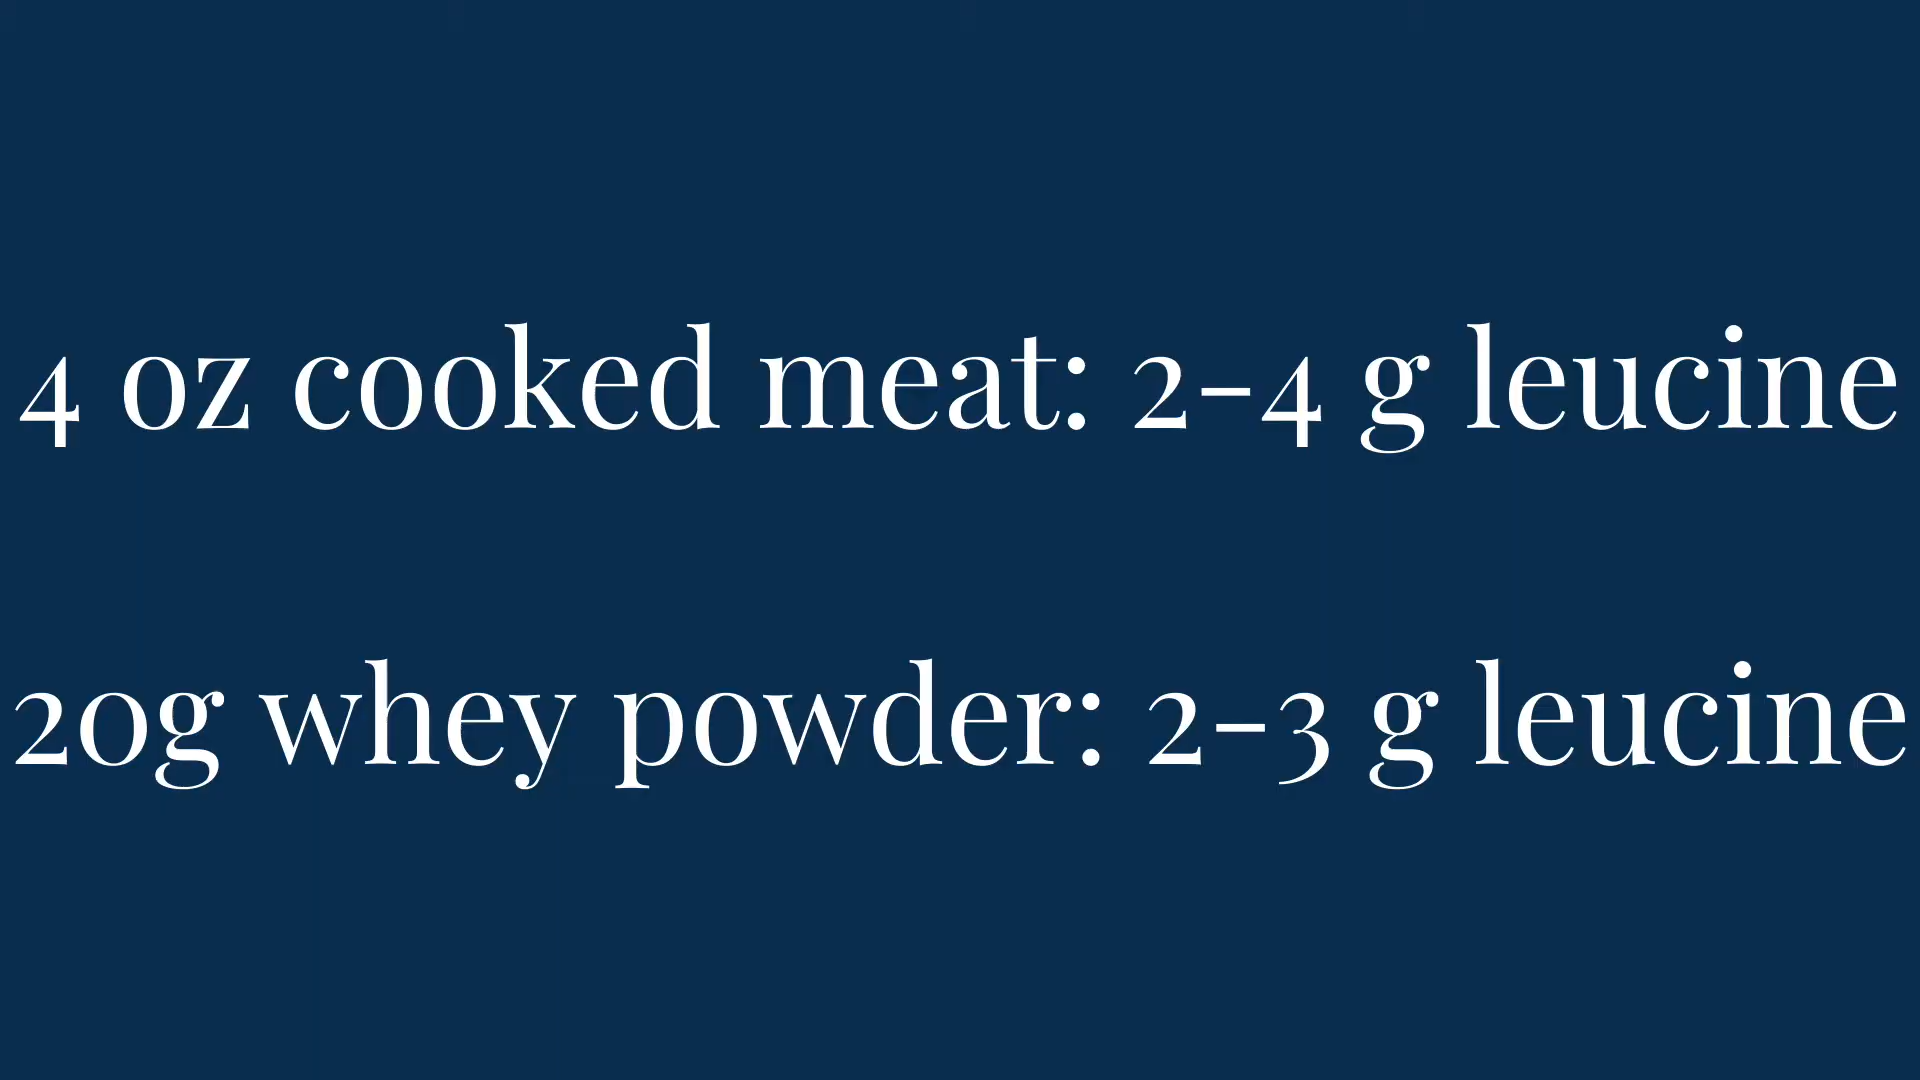 4 oz cooked meat: 2-4 g leucine
20g whey powder: 2-3 g leucine